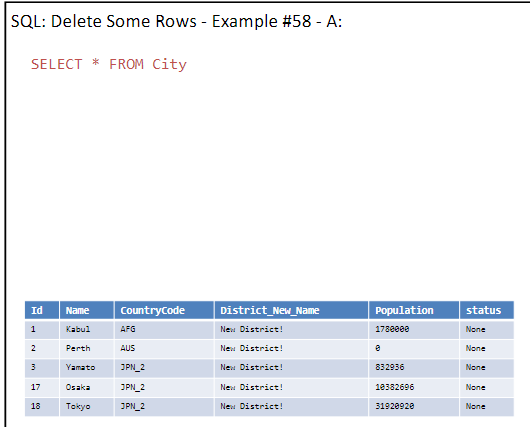 SQL: Delete Some Rows - Example #58 - A:
SELECT * FROM City
Id Name CountryCode District_New_Name Population status
1 Kabul AFG New District! 1780000 None
2 Perth AUS New District! 0 None
3 Yamato JPN_2 New District! 832936 None
17 Osaka JPN_2 New District! 10382696 None
18 Tokyo JPN_2 New District! 31920920 None